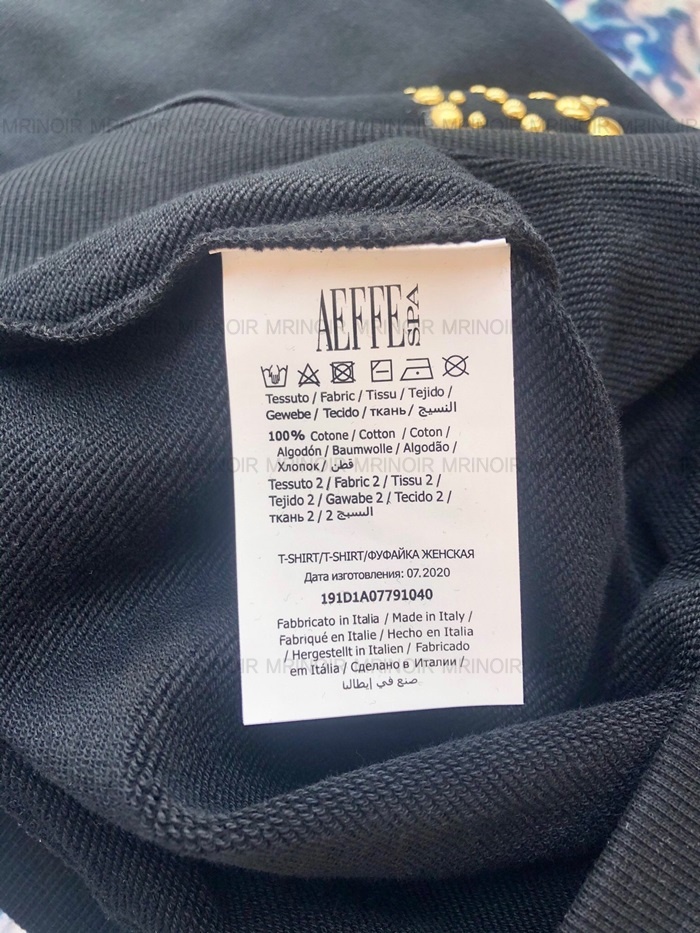 MRINOIR MRINOIR MRINOIR MRINOIR MRINOIR MRINOIR MRINOIR MRINOIR
AEFFE SPA
Tessuto / Fabric / Tissu / Tejido /
Gewebe / Tecido / ткань / النسيج
100% Cotone / Cotton / Coton /
Algodón / Baumwolle / Algodão /
Хлопок / قطن
Tessuto 2 / Fabric 2 / Tissu 2 /
Tejido 2 / Gawabe 2 / Tecido 2 /
ткань 2 / 2 النسيج
T-SHIRT/T-SHIRT/ФУФАЙКА ЖЕНСКАЯ
Дата изготовления: 07.2020
191D1A07791040
Fabbricato in Italia / Made in Italy /
Fabriqué en Italie / Hecho en Italia
/ Hergestellt in Italien / Fabricado
em Itália / Сделано в Италии /
صنع في إيطاليا